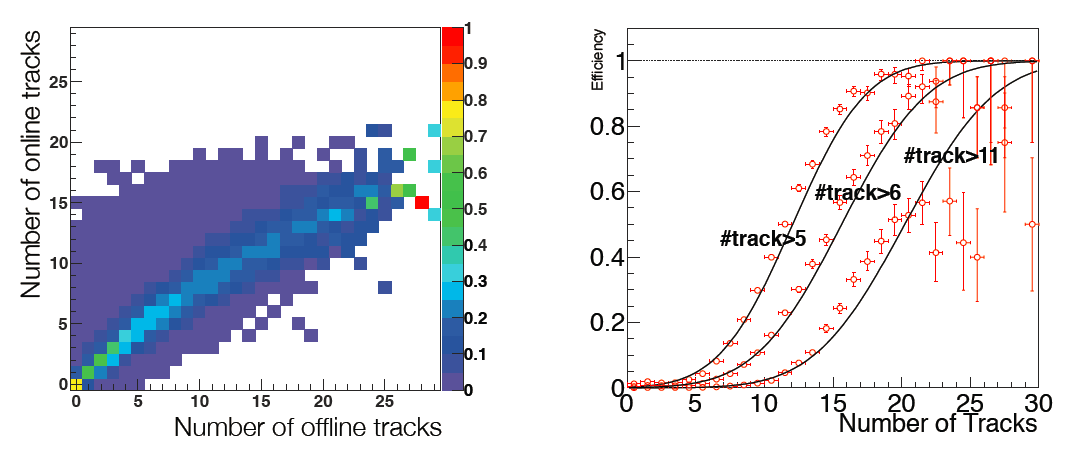 Number of online tracks
25
20
15
10
5
0
0 5 10 15 20 25
Number of offline tracks
1
0.9
0.8
0.7
0.6
0.5
0.4
0.3
0.2
0.1
0
Efficiency
1
0.8
0.6
0.4
0.2
0
#track>11
#track>6
#track>5
0 5 10 15 20 25 30
Number of Tracks